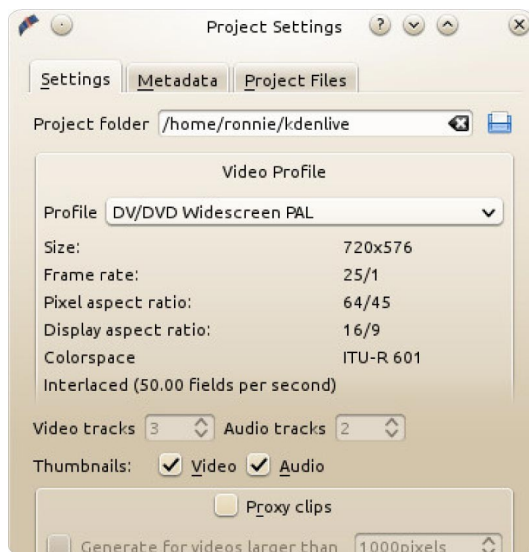 Project Settings ?
Settings Metadata Project Files
Project folder /home/ronnie/kdenlive
Video Profile
Profile DV/DVD Widescreen PAL
Size: 720x576
Frame rate: 25/1
Pixel aspect ratio: 64/45
Display aspect ratio: 16/9
Colorspace ITU-R 601
Interlaced (50.00 fields per second)
Video tracks 3 Audio tracks 2
Thumbnails: Video Audio
Proxy clips
Generate for videos larger than 1000pixels